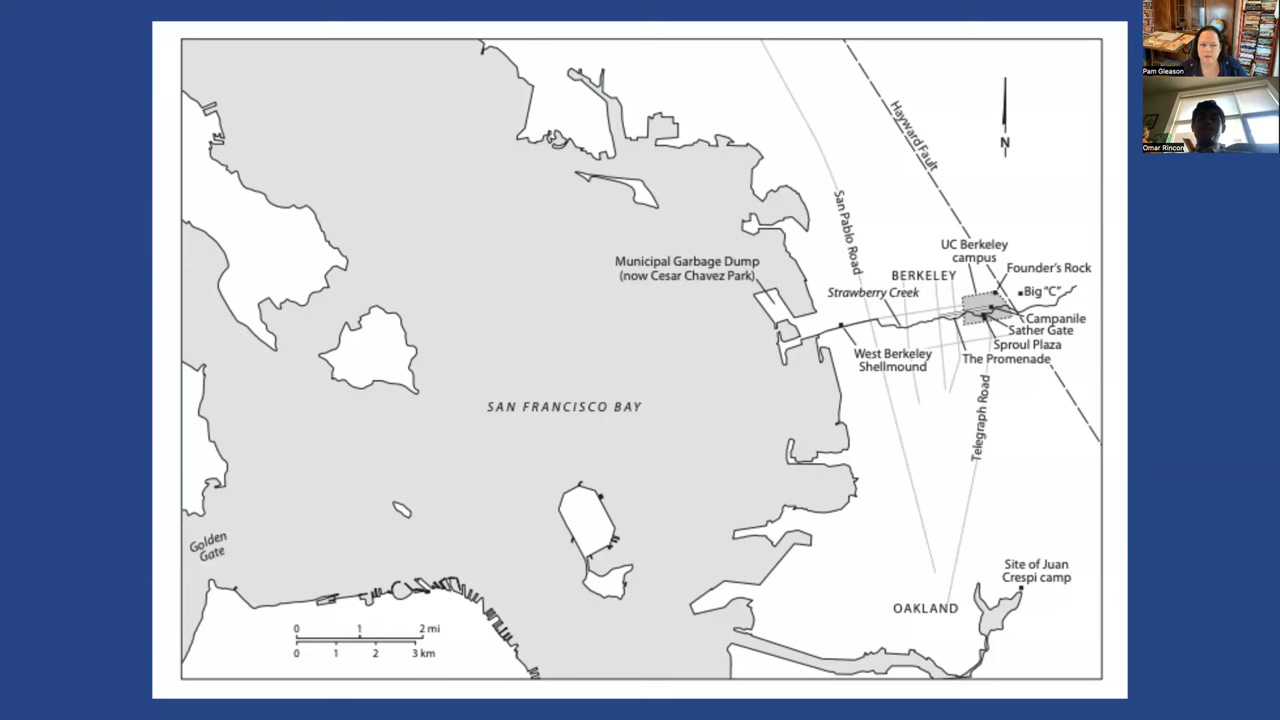 Hayward Fault
N
San Pablo Road
UC Berkeley
campus
Founder's Rock
Municipal Garbage Dump
(now Cesar Chavez Park)
BERKELEY
Strawberry Creek
Big "C"
Campanile
Sather Gate
Sproul Plaza
The Promenade
West Berkeley
Shellmound
Telegraph Road
SAN FRANCISCO BAY
Golden
Gate
Site of Juan
Crespi camp
OAKLAND
0 1 2 mi
0 1 2 3 km
Pam Gleason
Omar Rincon